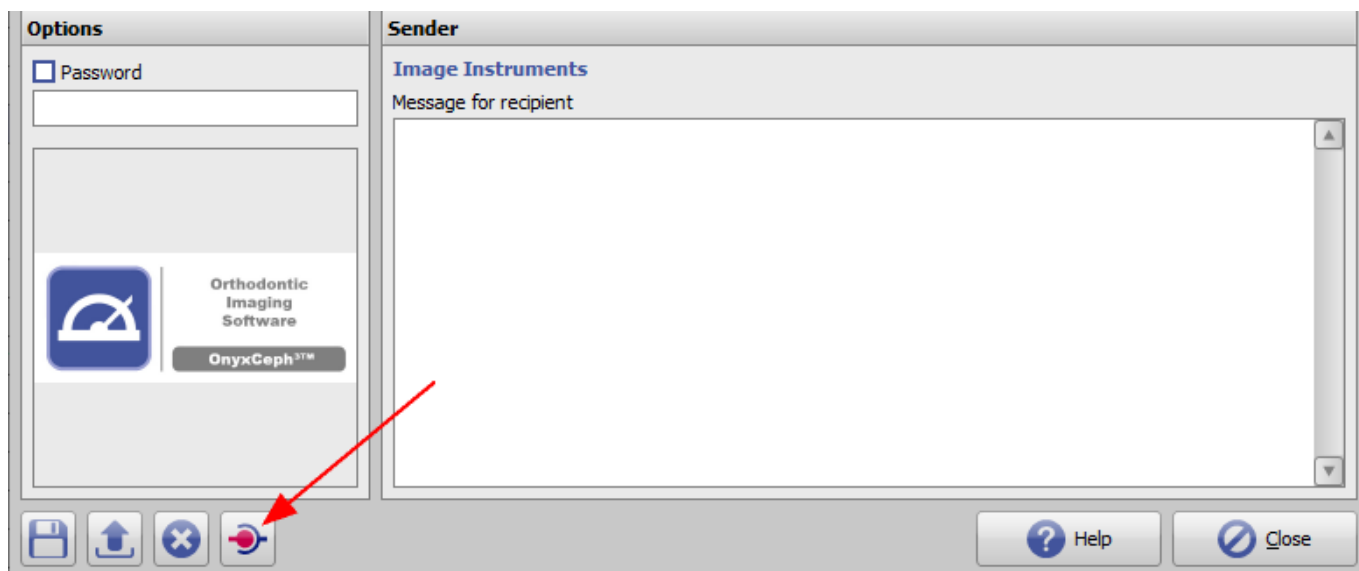 Options
Sender
Password
Image Instruments
Message for recipient
Orthodontic
Imaging
Software
OnyxCeph³™
Help
Close